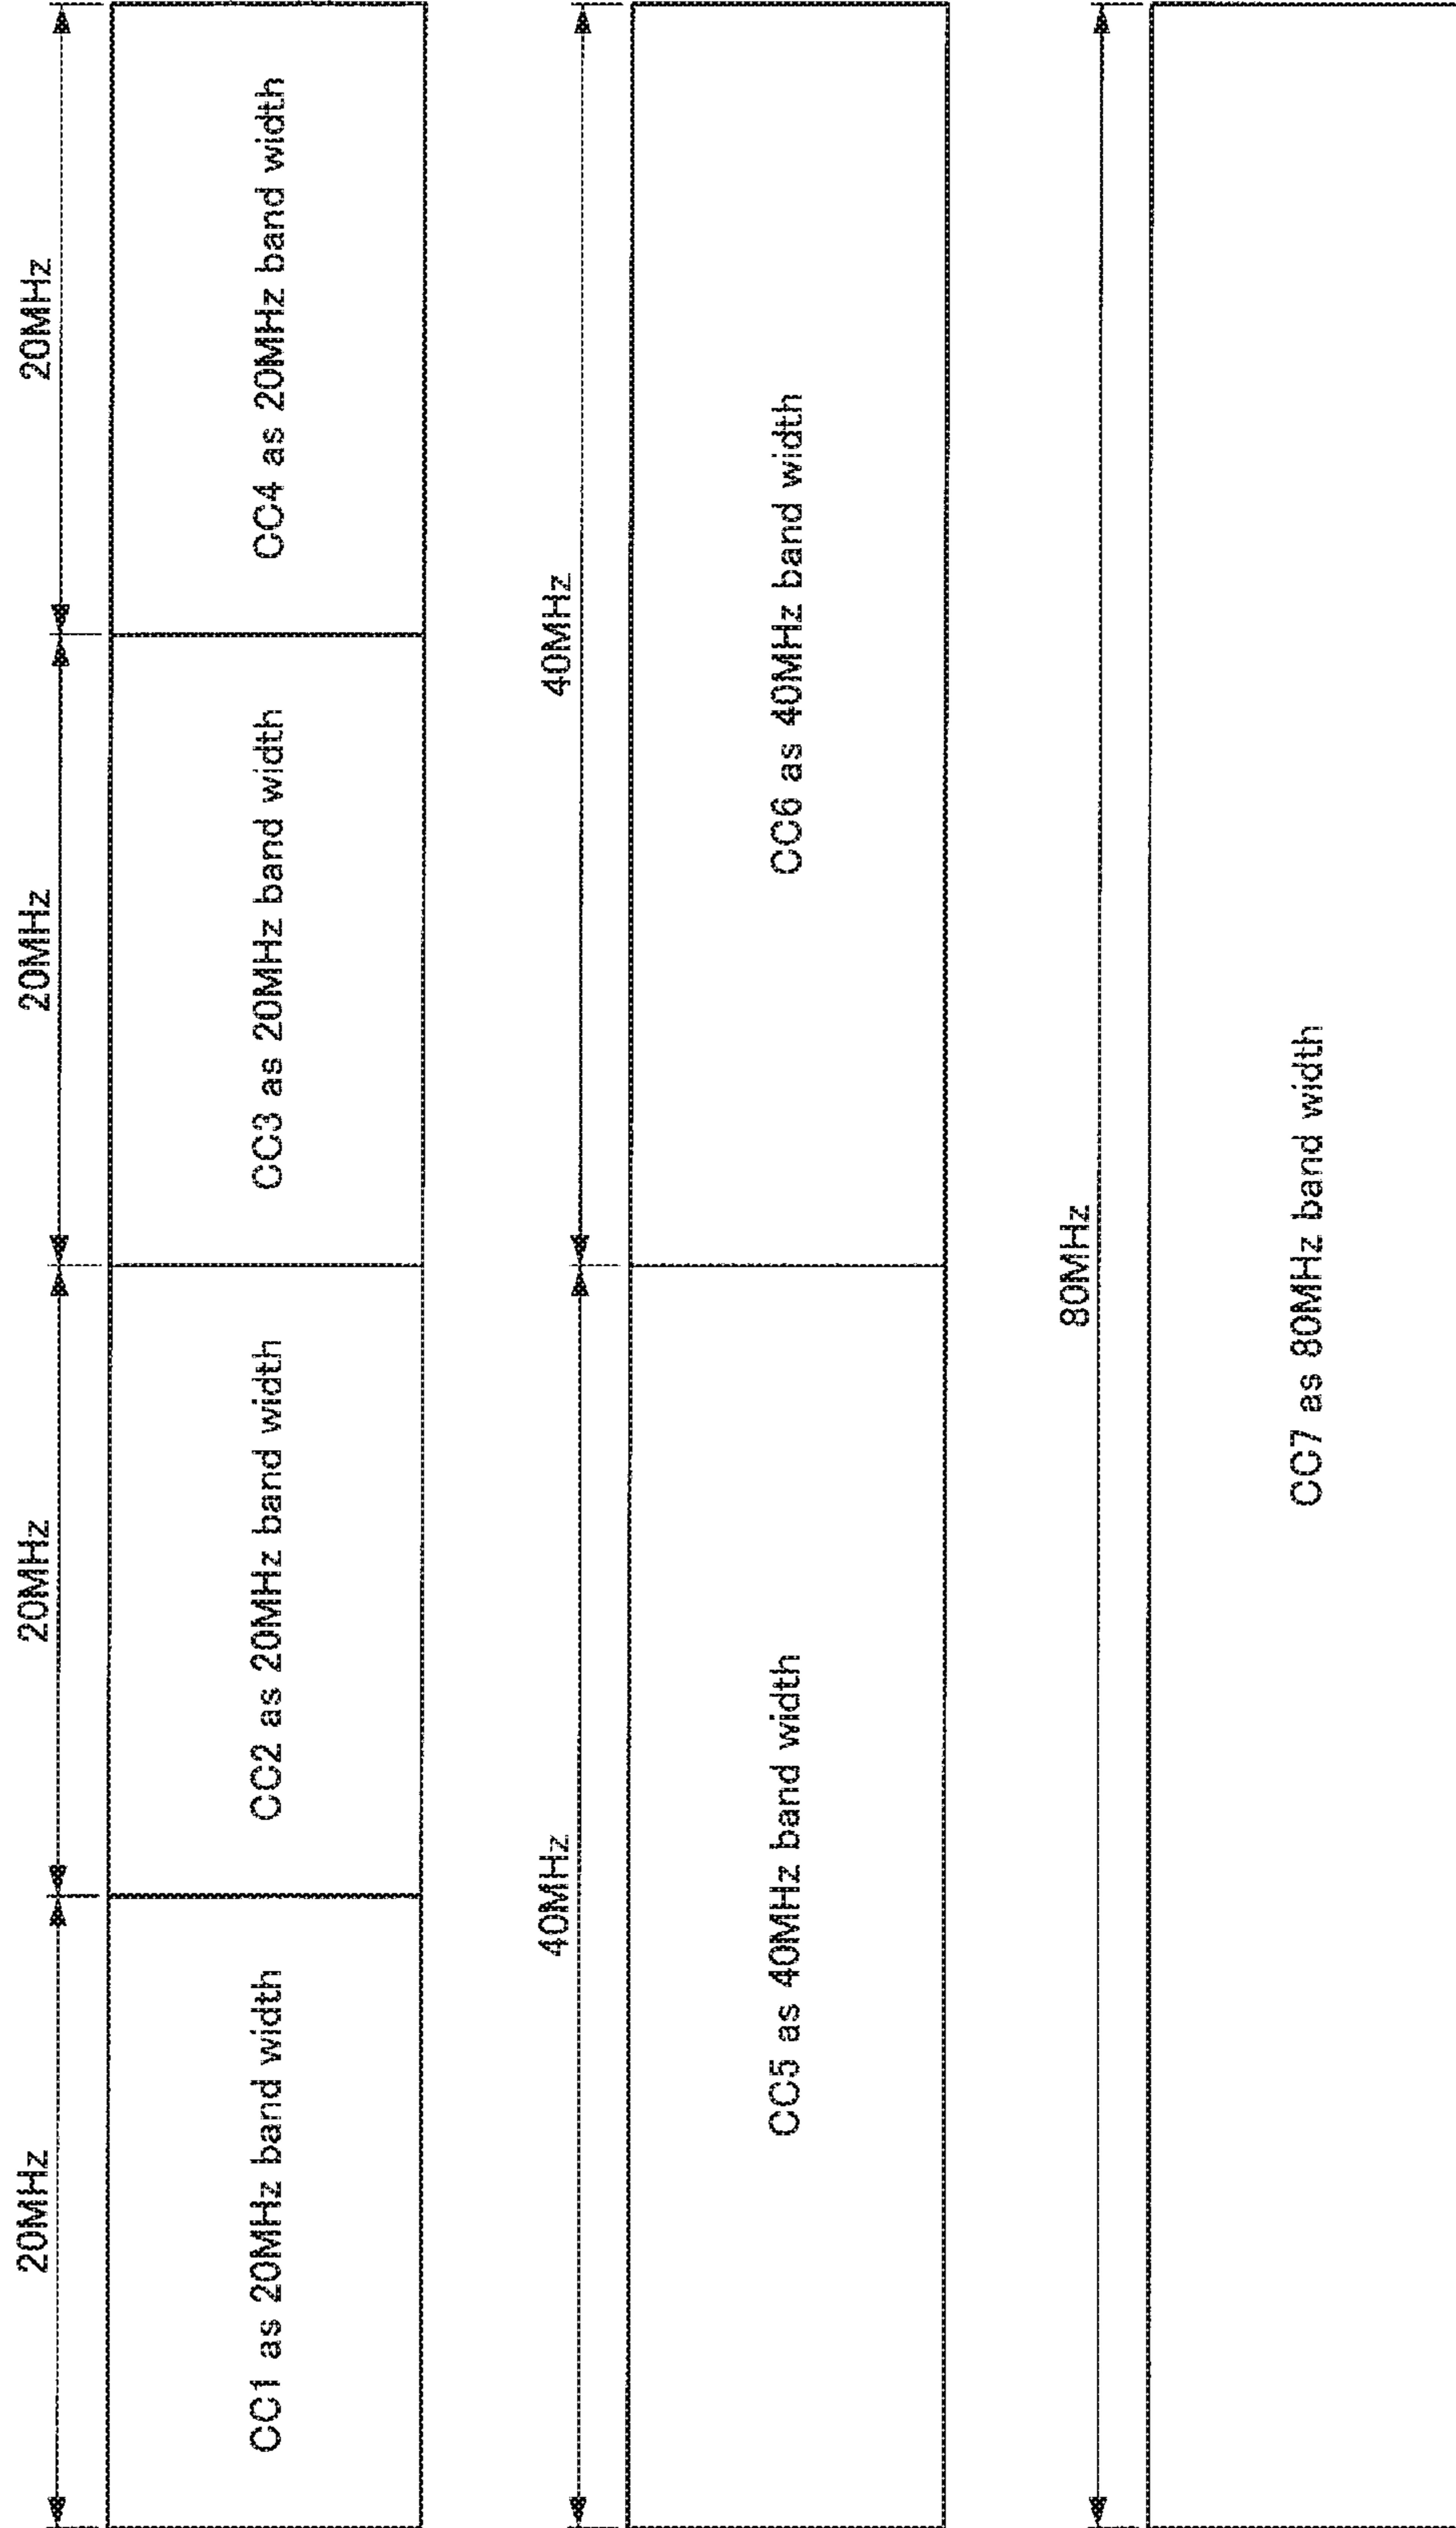 20MHz
20MHz
20MHz
20MHz
CC1 as 20MHz band width
CC2 as 20MHz band width
CC3 as 20MHz band width
CC4 as 20MHz band width
40MHz
40MHz
CC5 as 40MHz band width
CC6 as 40MHz band width
80MHz
CC7 as 80MHz band width